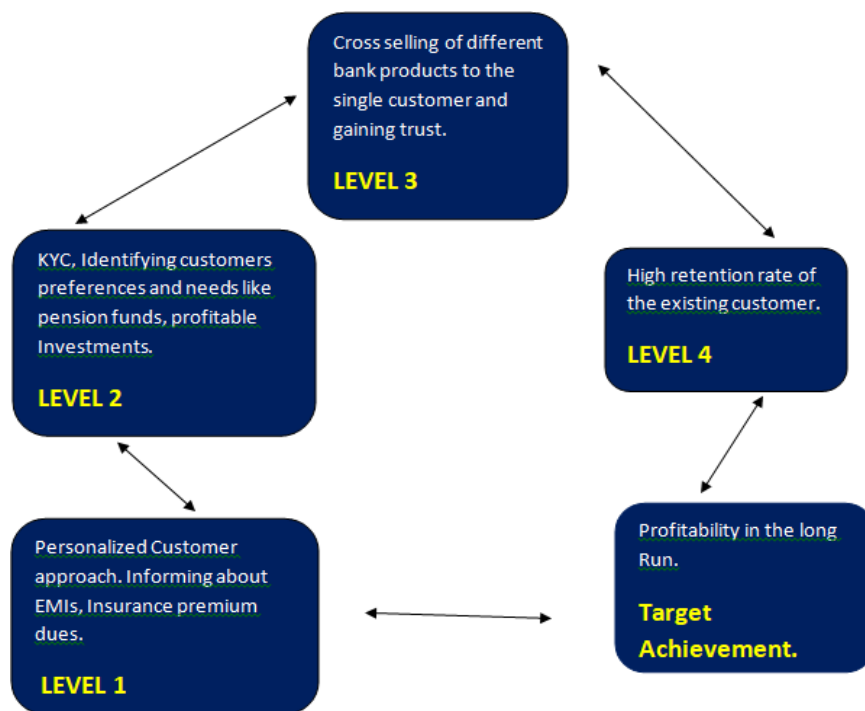 Cross selling of different
bank products to the
single customer and
gaining trust.
LEVEL 3
KYC, Identifying customers
preferences and needs like
pension funds, profitable
Investments.
LEVEL 2
High retention rate of
the existing customer.
LEVEL 4
Personalized Customer
approach. Informing about
EMIs, Insurance premium
dues.
LEVEL 1
Profitability in the long
Run.
Target
Achievement.